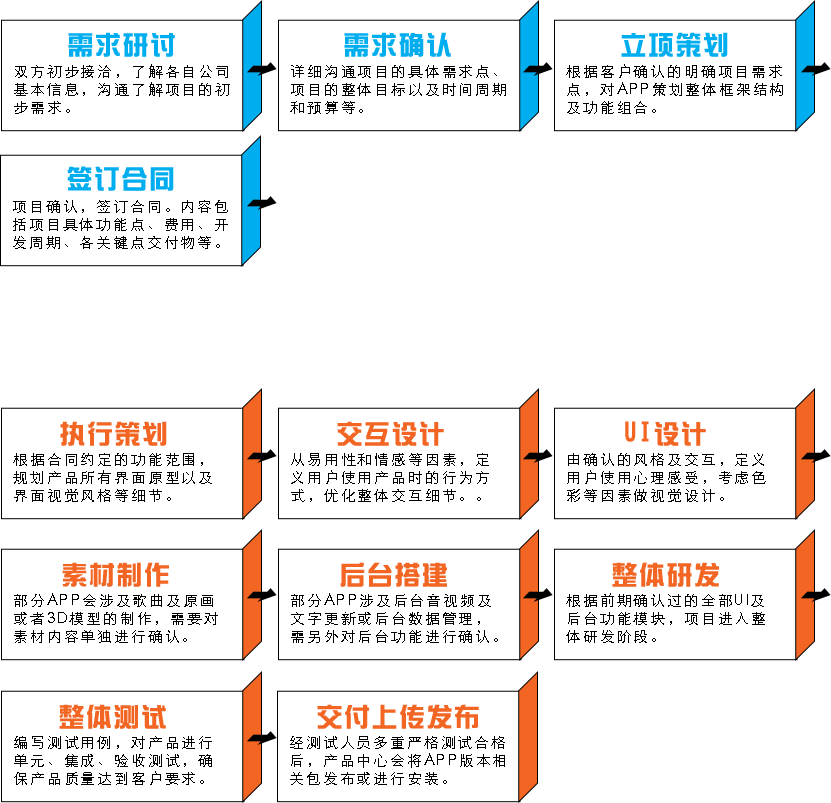 需求研讨
双方初步接洽，了解各自公司
基本信息，沟通了解项目的初
步需求。
需求确认
详细沟通项目的具体需求点、
项目的整体目标以及时间周期
和预算等。
立项策划
根据客户确认的明确项目需求
点，对APP策划整体框架结构
及功能组合。
签订合同
项目确认，签订合同。内容包
括项目具体功能点、费用、开
发周期、各关键点交付物等。
执行策划
根据合同约定的功能范围，
规划产品所有界面原型以及
界面视觉风格等细节。
交互设计
从易用性和情感等因素，定
义用户使用产品时的行为方
式，优化整体交互细节。。
UI设计
由确认的风格及交互，定义
用户使用心理感受，考虑色
彩等因素做视觉设计。
素材制作
部分APP会涉及歌曲及原画
或者3D模型的制作，需要对
素材内容单独进行确认。
后台搭建
部分APP涉及后台音视频及
文字更新或后台数据管理，
需另外对后台功能进行确认。
整体研发
根据前期确认过的全部UI及
后台功能模块，项目进入整
体研发阶段。
整体测试
编写测试用例，对产品进行
单元、集成、验收测试，确
保产品质量达到客户要求。
交付上传发布
经测试人员多重严格测试合格
后，产品中心会将APP版本相
关包发布或进行安装。